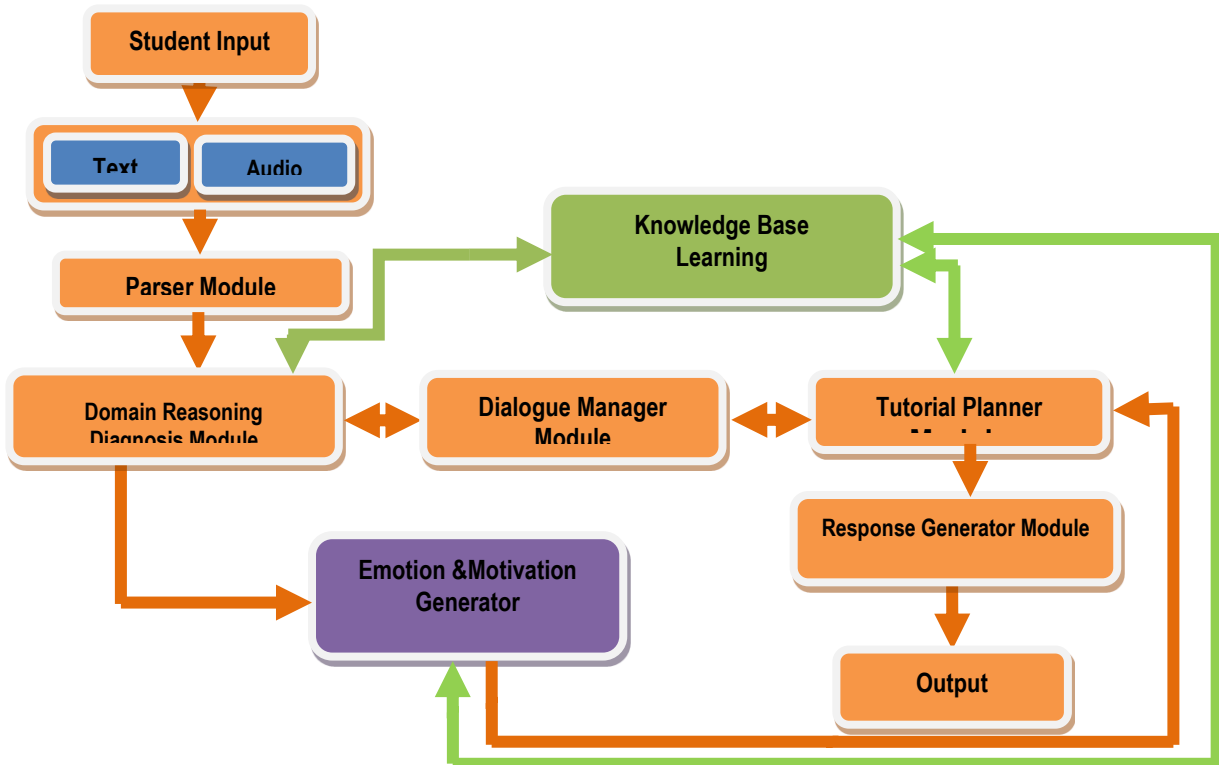 Student Input
Text
Audio
Knowledge Base
Learning
Parser Module
Domain Reasoning
Diagnosis Module
Dialogue Manager
Module
Tutorial Planner
Response Generator Module
Emotion &Motivation
Generator
Output